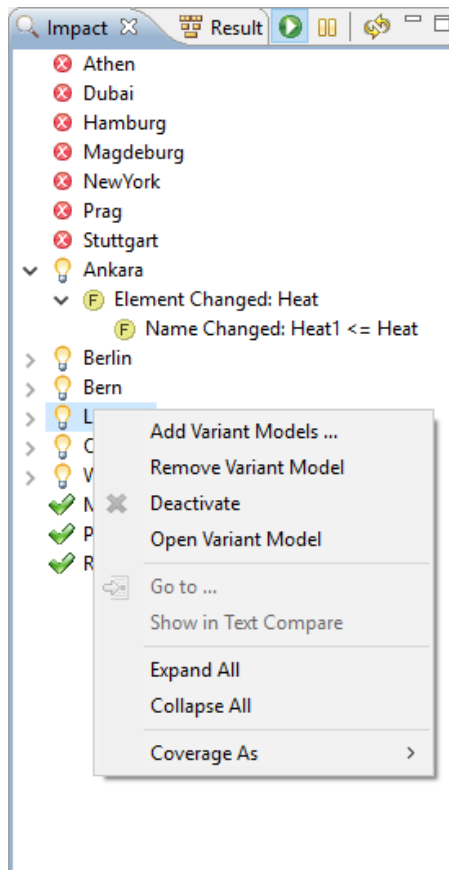 Impact Result
Athen
Dubai
Hamburg
Magdeburg
NewYork
Prag
Stuttgart
Ankara
F Element Changed: Heat
F Name Changed: Heat1 <= Heat
Berlin
Bern
Add Variant Models ...
Remove Variant Model
Deactivate
Open Variant Model
Go to ...
Show in Text Compare
Expand All
Collapse All
Coverage As